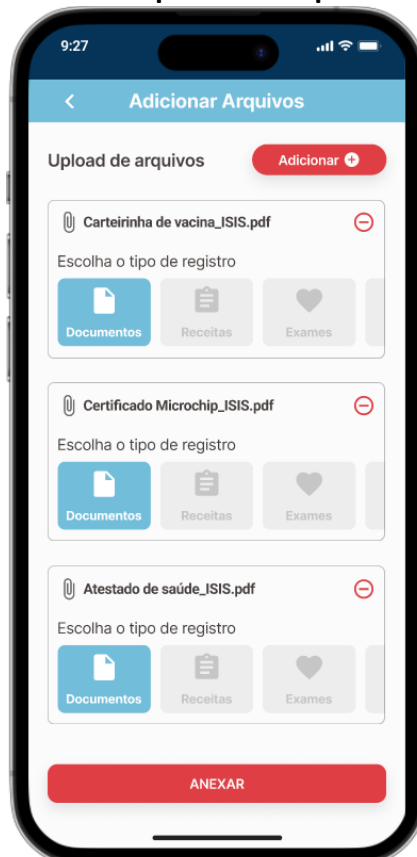 9:27
Adicionar Arquivos
Upload de arquivos
Adicionar
Carteirinha de vacina_ISIS.pdf
Escolha o tipo de registro
Documentos Receitas Exames
Certificado Microchip_ISIS.pdf
Escolha o tipo de registro
Documentos Receitas Exames
Atestado de saúde_ISIS.pdf
Escolha o tipo de registro
Documentos Receitas Exames
ANEXAR